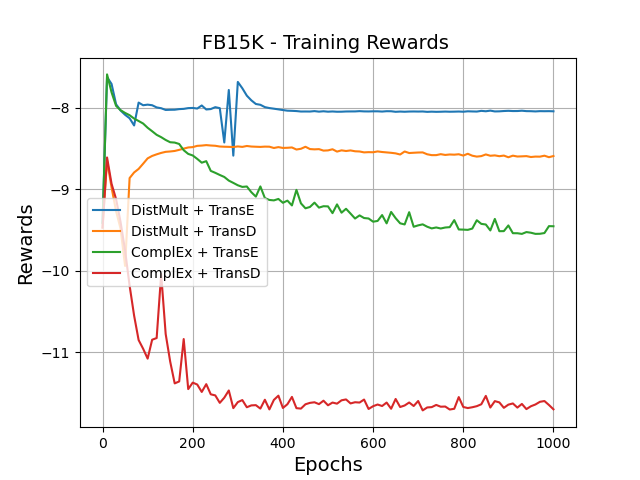 FB15K - Training Rewards
Rewards
−8
−9
−10
−11
DistMult + TransE
DistMult + TransD
ComplEx + TransE
ComplEx + TransD
0
200
400
600
800
1000
Epochs